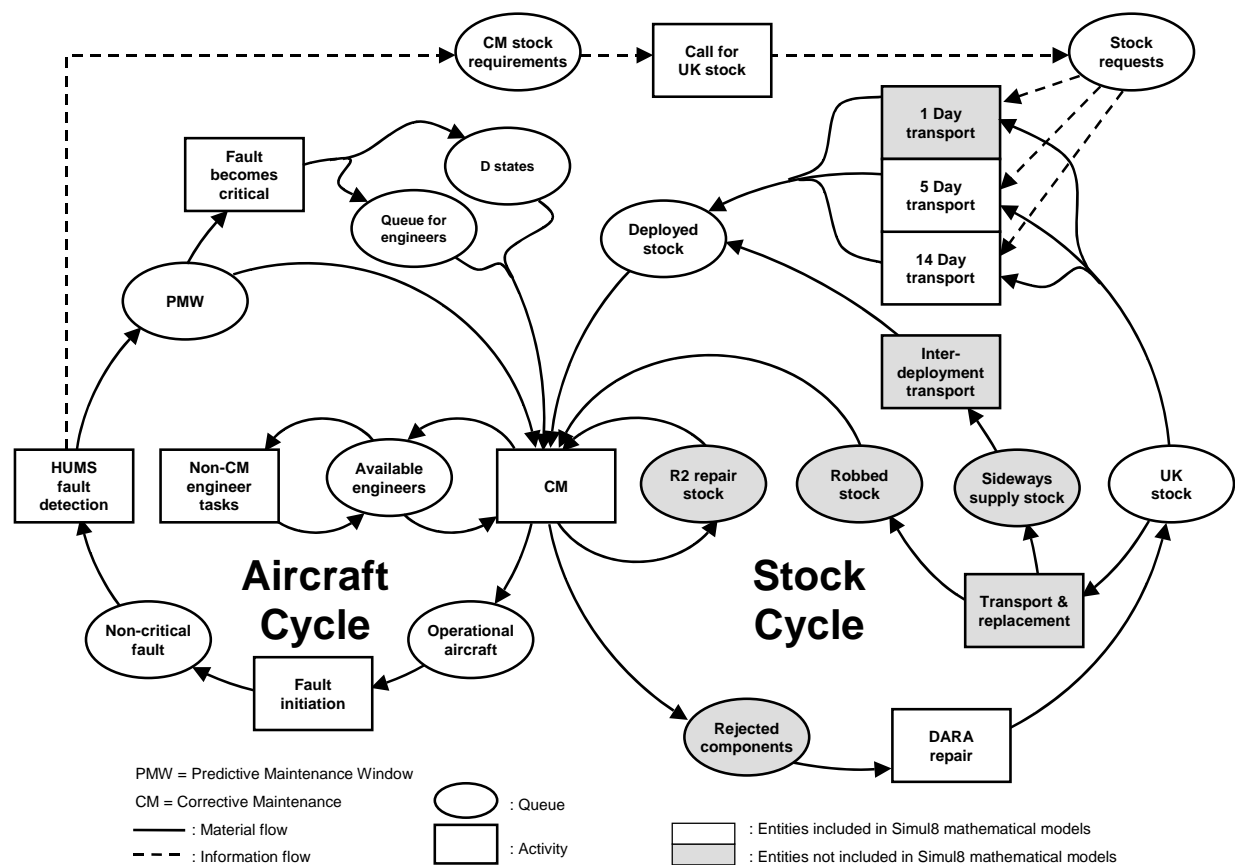 CM stock
requirements
Call for
UK stock
Stock
requests
1 Day
transport
Fault
becomes
critical
D states
5 Day
transport
Queue for
engineers
Deployed
stock
14 Day
transport
PMW
Inter-
deployment
transport
HUMS
fault
detection
Non-CM
engineer
tasks
Available
engineers
CM
R2 repair
stock
Robbed
stock
Sideways
supply stock
UK
stock
Aircraft
Cycle
Stock
Cycle
Transport &
replacement
Non-critical
fault
Operational
aircraft
Fault
initiation
Rejected
components
DARA
repair
PMW = Predictive Maintenance Window
CM = Corrective Maintenance
: Material flow
: Information flow
: Queue
: Activity
: Entities included in Simul8 mathematical models
: Entities not included in Simul8 mathematical models